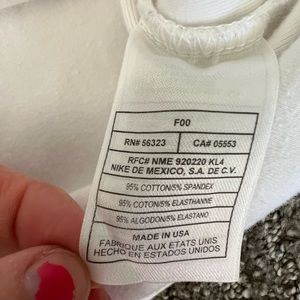 F00
RN# 56323 CA# 05553
RFC# NME 920220 KL4
NIKE DE MEXICO, S.A. DE C.V.
95% COTTON/5% SPANDEX
95% COTON/5% ELASTHANNE
95% ALGODON/5% ELASTANO
MADE IN USA
FABRIQUE AUX ETATS UNIS
HECHO EN ESTADOS UNIDOS